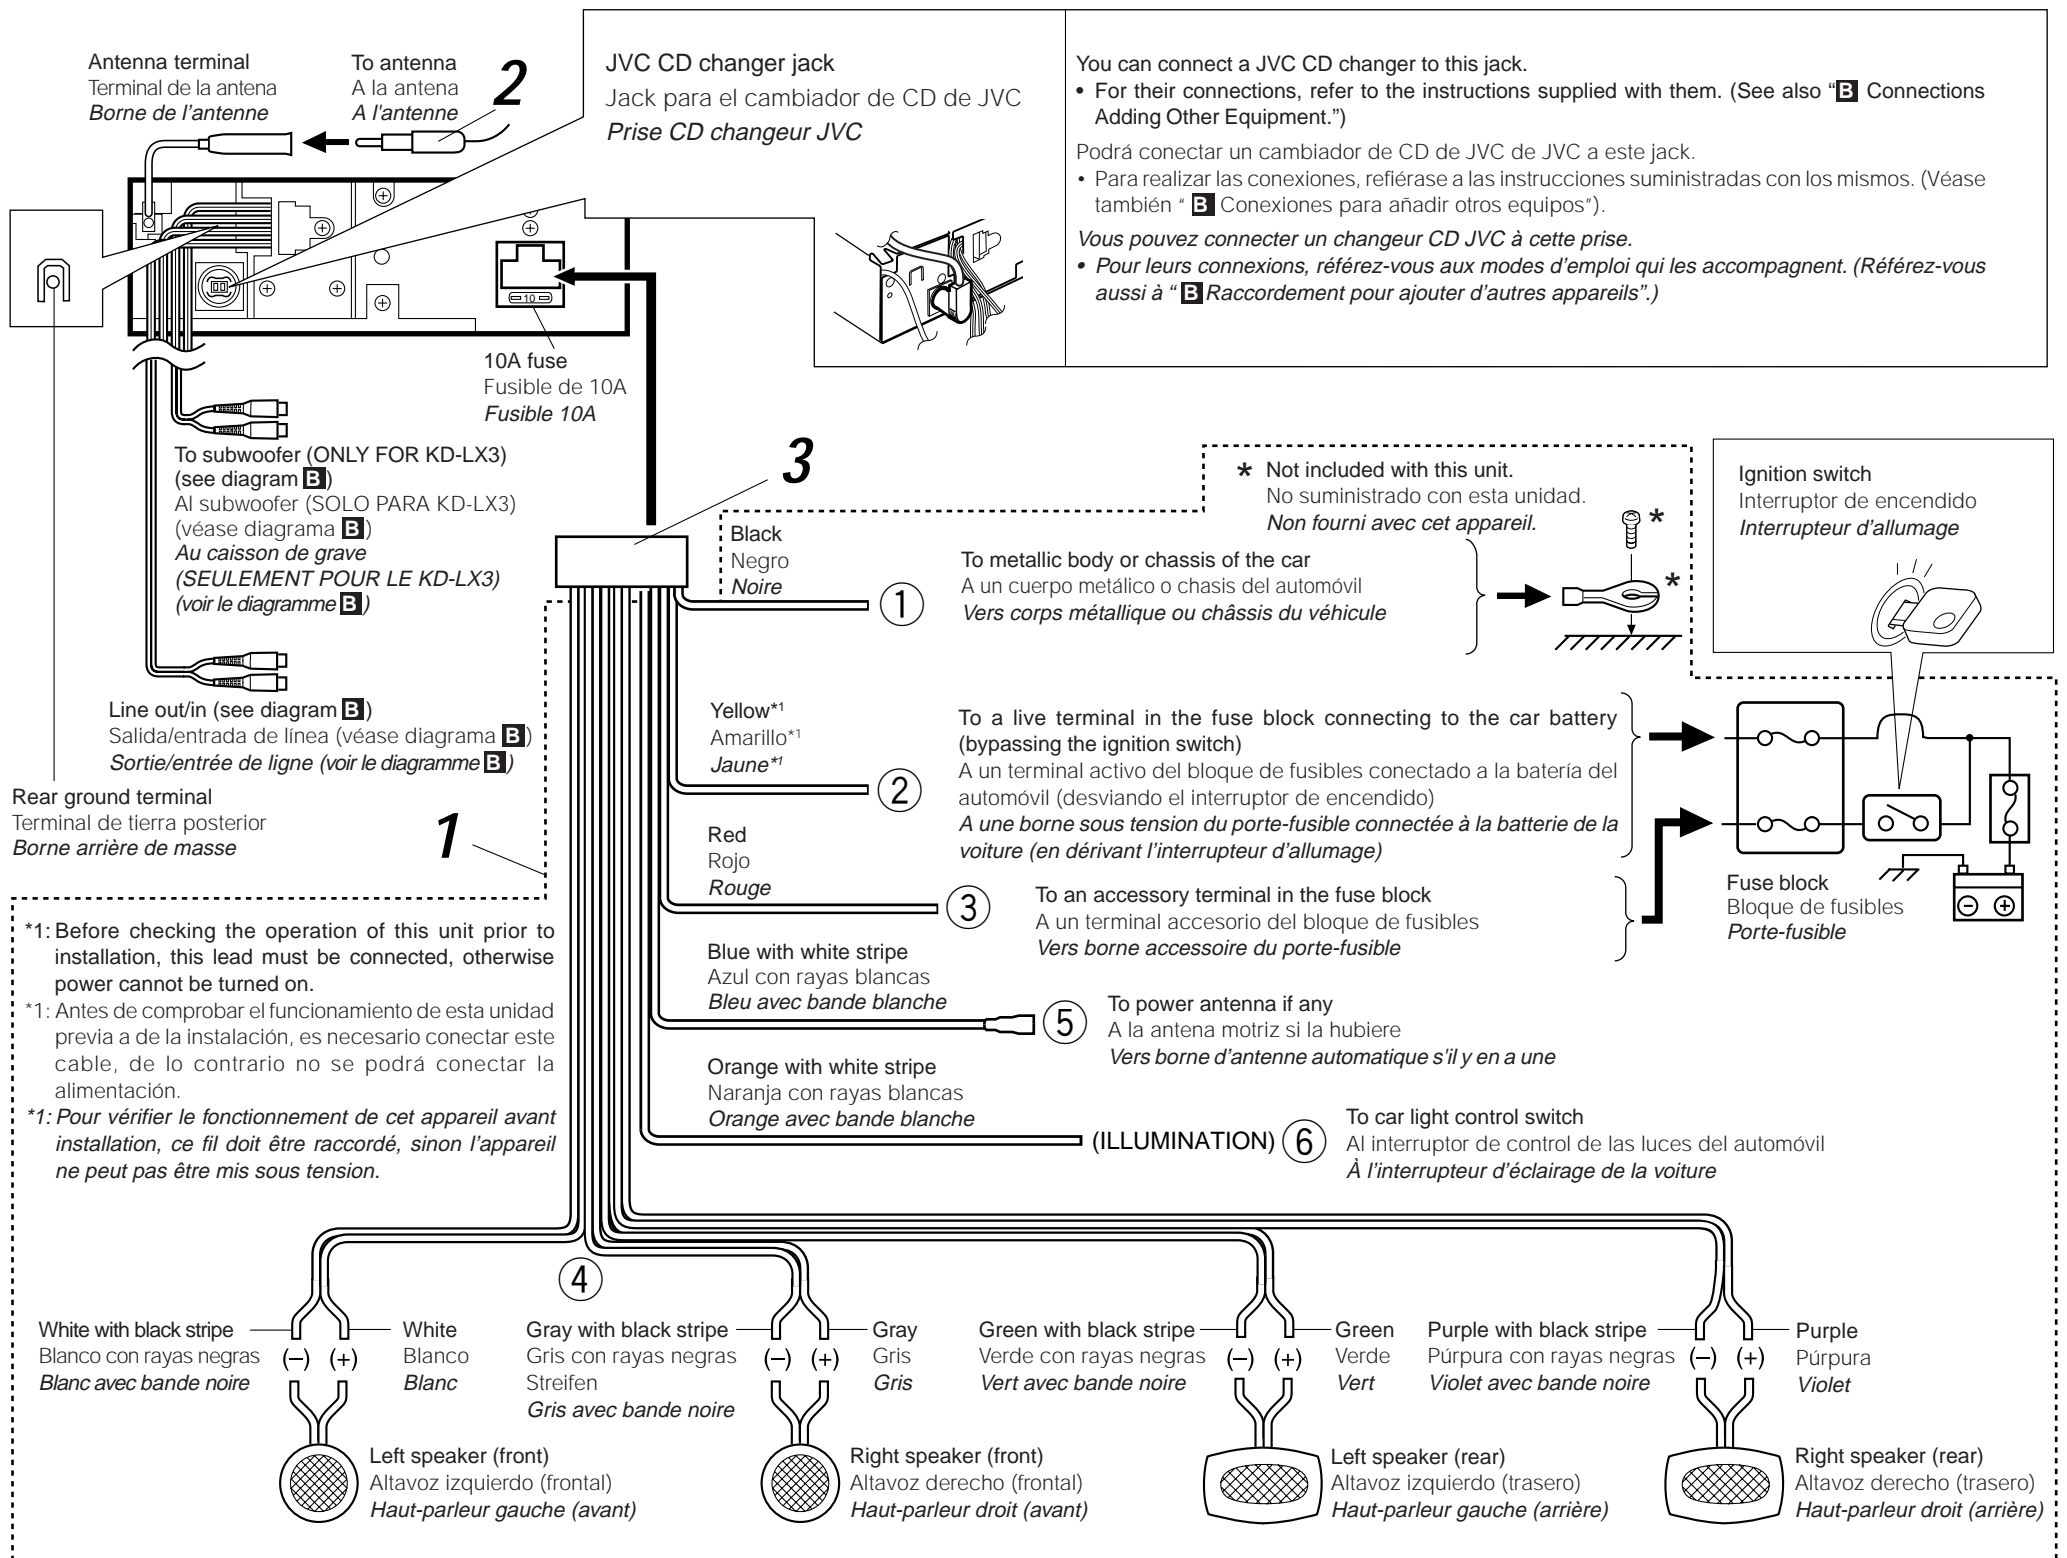 Antenna terminal
Terminal de la antena
Borne de l'antenne
To antenna
A la antena
A l'antenne
2
JVC CD changer jack
Jack para el cambiador de CD de JVC
Prise CD changeur JVC
You can connect a JVC CD changer to this jack.
• For their connections, refer to the instructions supplied with them. (See also “B Connections
Adding Other Equipment.”)
Podrá conectar un cambiador de CD de JVC de JVC a este jack.
• Para realizar las conexiones, refiérase a las instrucciones suministradas con los mismos. (Véase
también “ B Conexiones para añadir otros equipos”).
Vous pouvez connecter un changeur CD JVC à cette prise.
• Pour leurs connexions, référez-vous aux modes d'emploi qui les accompagnent. (Référez-vous
aussi à “ B Raccordement pour ajouter d'autres appareils”.)
10
10A fuse
Fusible de 10A
Fusible 10A
To subwoofer (ONLY FOR KD-LX3)
(see diagram B )
Al subwoofer (SOLO PARA KD-LX3)
(véase diagrama B )
Au caisson de grave
(SEULEMENT POUR LE KD-LX3)
(voir le diagramme B )
Line out/in (see diagram B )
Salida/entrada de línea (véase diagrama B )
Sortie/entrée de ligne (voir le diagramme B )
Rear ground terminal
Terminal de tierra posterior
Borne arrière de masse
1
3
* Not included with this unit.
No suministrado con esta unidad.
Non fourni avec cet appareil.
*
*
Ignition switch
Interruptor de encendido
Interrupteur d'allumage
Black
Negro
Noire
①
To metallic body or chassis of the car
A un cuerpo metálico o chasis del automóvil
Vers corps métallique ou châssis du véhicule
Yellow*1
Amarillo*1
Jaune*1
②
To a live terminal in the fuse block connecting to the car battery
(bypassing the ignition switch)
A un terminal activo del bloque de fusibles conectado a la batería del
automóvil (desviando el interruptor de encendido)
A une borne sous tension du porte-fusible connectée à la batterie de la
voiture (en dérivant l'interrupteur d'allumage)
Red
Rojo
Rouge
③
To an accessory terminal in the fuse block
A un terminal accesorio del bloque de fusibles
Vers borne accessoire du porte-fusible
Fuse block
Bloque de fusibles
Porte-fusible
− +
*1: Before checking the operation of this unit prior to
installation, this lead must be connected, otherwise
power cannot be turned on.
*1: Antes de comprobar el funcionamiento de esta unidad
previa a de la instalación, es necesario conectar este
cable, de lo contrario no se podrá conectar la
alimentación.
*1: Pour vérifier le fonctionnement de cet appareil avant
installation, ce fil doit être raccordé, sinon l'appareil
ne peut pas être mis sous tension.
Blue with white stripe
Azul con rayas blancas
Bleu avec bande blanche
⑤
To power antenna if any
A la antena motriz si la hubiere
Vers borne d'antenne automatique s'il y en a une
Orange with white stripe
Naranja con rayas blancas
Orange avec bande blanche
(ILLUMINATION) ⑥
To car light control switch
Al interruptor de control de las luces del automóvil
À l'interrupteur d'éclairage de la voiture
④
White with black stripe
Blanco con rayas negras
Blanc avec bande noire
(−) (+)
White
Blanco
Blanc
Gray with black stripe
Gris con rayas negras
Streifen
Gris avec bande noire
(−) (+)
Gray
Gris
Gris
Green with black stripe
Verde con rayas negras
Vert avec bande noire
(−) (+)
Green
Verde
Vert
Purple with black stripe
Púrpura con rayas negras
Violet avec bande noire
(−) (+)
Purple
Púrpura
Violet
Left speaker (front)
Altavoz izquierdo (frontal)
Haut-parleur gauche (avant)
Right speaker (front)
Altavoz derecho (frontal)
Haut-parleur droit (avant)
Left speaker (rear)
Altavoz izquierdo (trasero)
Haut-parleur gauche (arrière)
Right speaker (rear)
Altavoz derecho (trasero)
Haut-parleur droit (arrière)